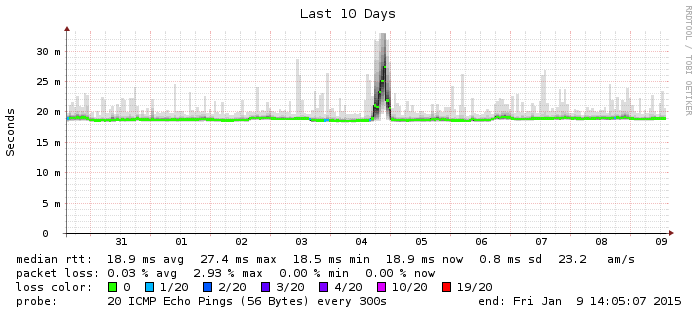 Last 10 Days
RRDTOOL / TOBI OETIKER
Seconds
30 m
25 m
20 m
15 m
10 m
5 m
0
31 01 02 03 04 05 06 07 08 09
median rtt: 18.9 ms avg 27.4 ms max 18.5 ms min 18.9 ms now 0.8 ms sd 23.2 am/s
packet loss: 0.03 % avg 2.93 % max 0.00 % min 0.00 % now
loss color: 0 1/20 2/20 3/20 4/20 10/20 19/20
probe: 20 ICMP Echo Pings (56 Bytes) every 300s end: Fri Jan 9 14:05:07 2015